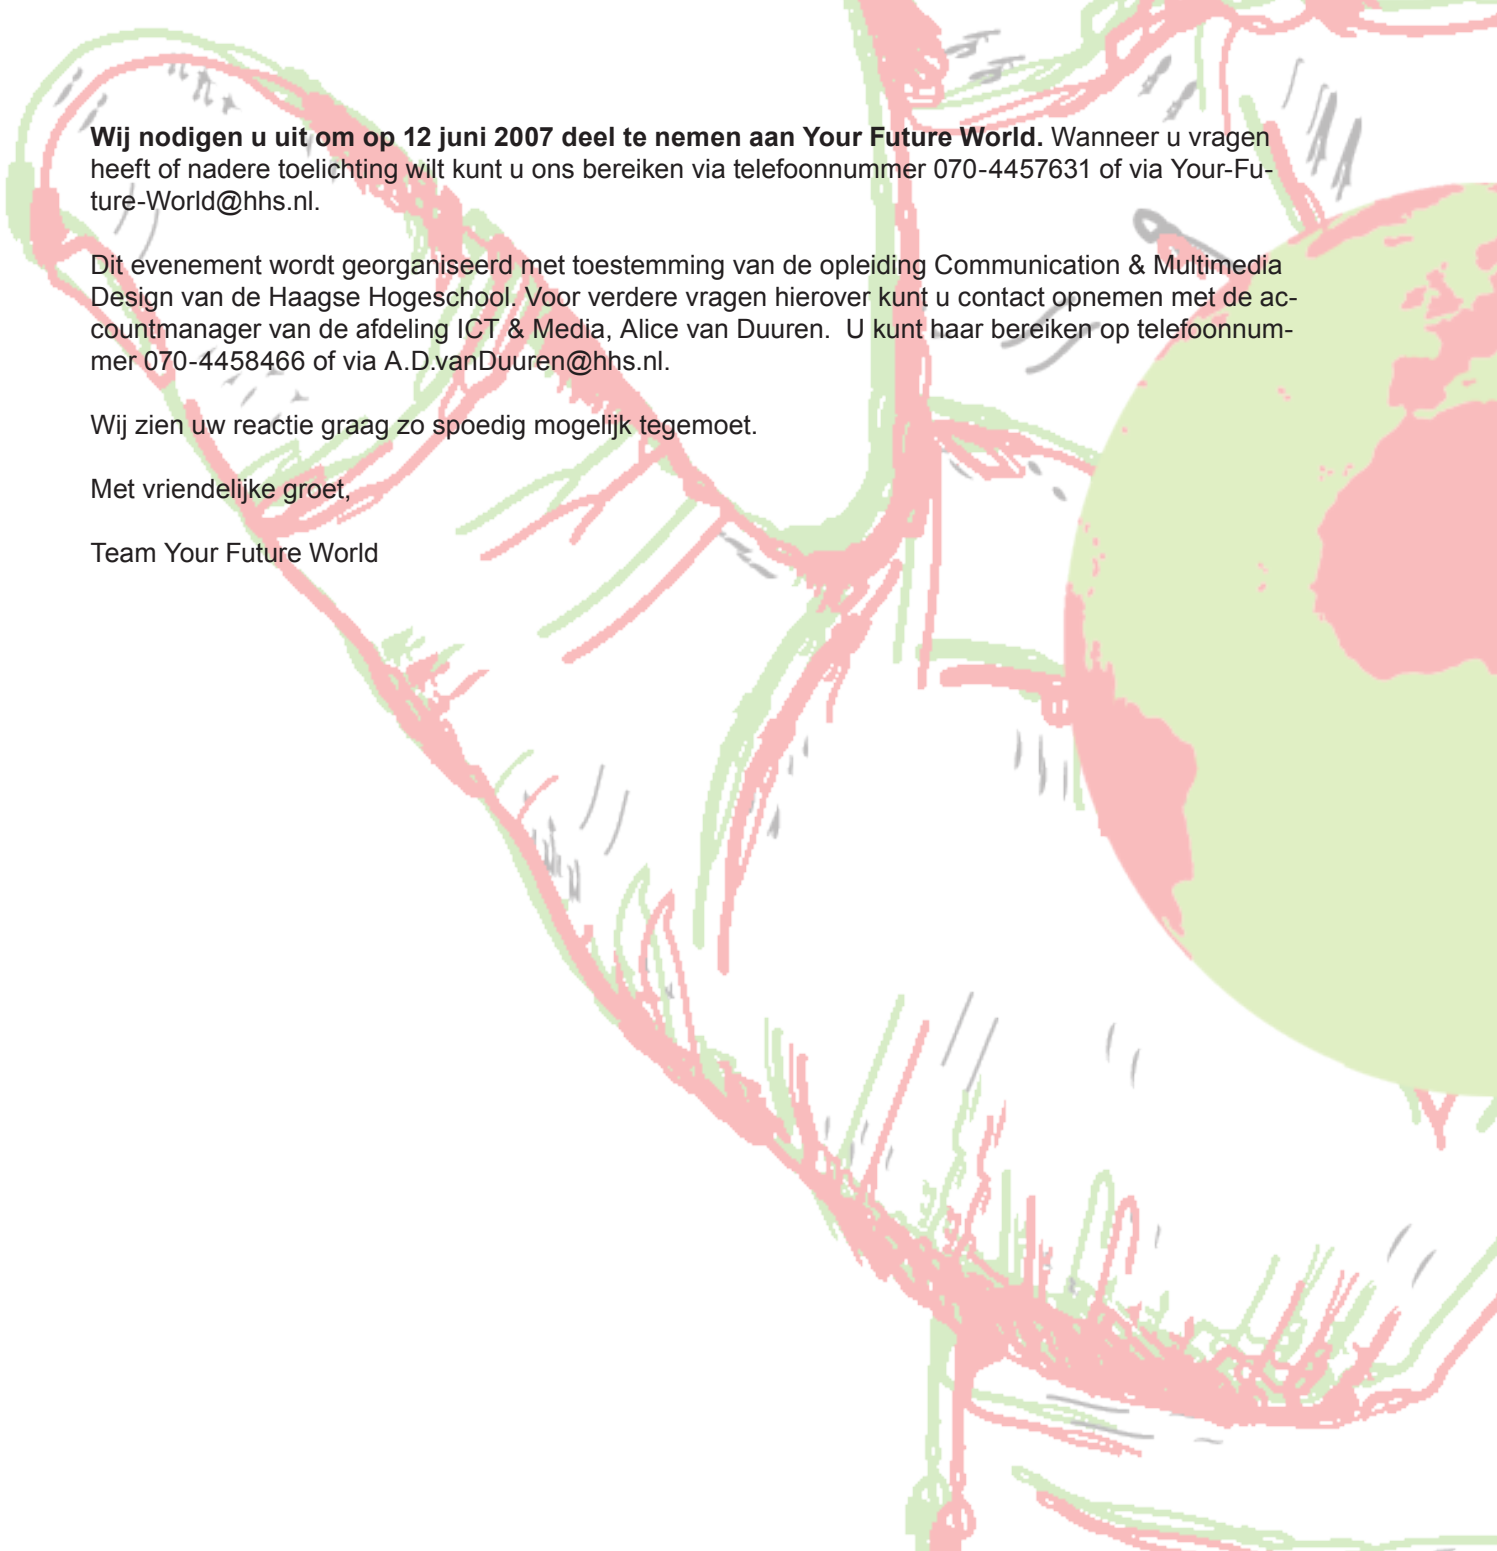 Wij nodigen u uit om op 12 juni 2007 deel te nemen aan Your Future World. Wanneer u vragen
heeft of nadere toelichting wilt kunt u ons bereiken via telefoonnummer 070-4457631 of via Your-Fu-
ture-World@hhs.nl.
Dit evenement wordt georganiseerd met toestemming van de opleiding Communication & Multimedia
Design van de Haagse Hogeschool. Voor verdere vragen hierover kunt u contact opnemen met de ac-
countmanager van de afdeling ICT & Media, Alice van Duuren.  U kunt haar bereiken op telefoonnum-
mer 070-4458466 of via A.D.vanDuuren@hhs.nl.
Wij zien uw reactie graag zo spoedig mogelijk tegemoet.
Met vriendelijke groet,
Team Your Future World